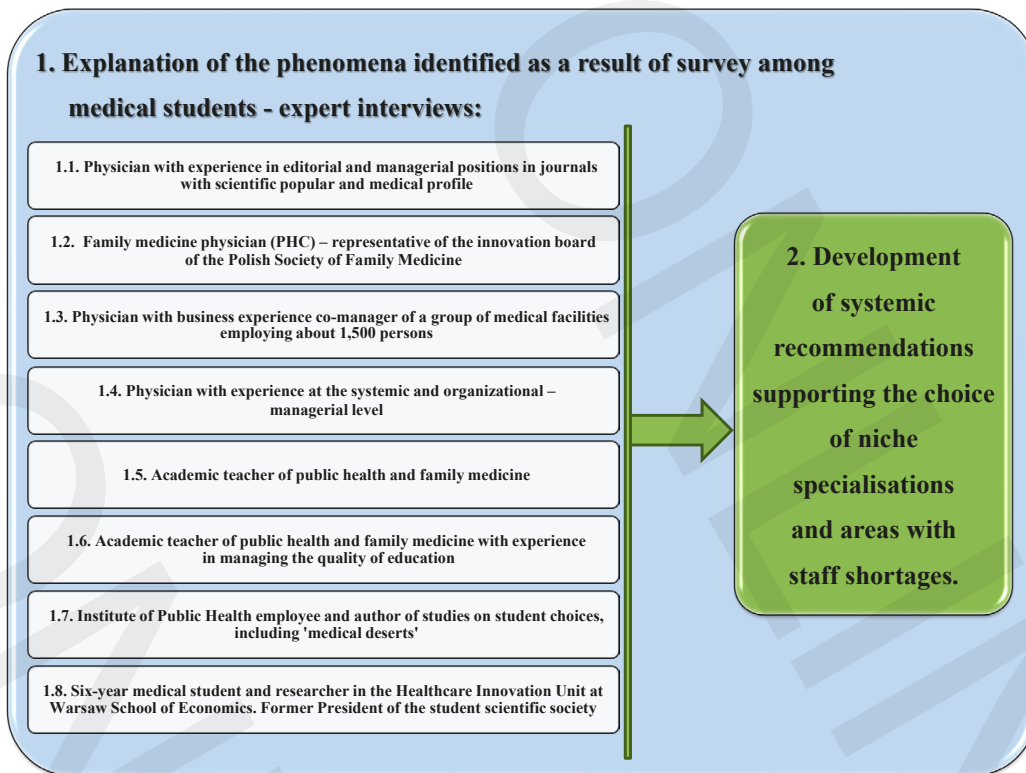 1. Explanation of the phenomena identified as a result of survey among
medical students - expert interviews:
1.1. Physician with experience in editorial and managerial positions in journals
with scientific popular and medical profile
1.2. Family medicine physician (PHC) – representative of the innovation board
of the Polish Society of Family Medicine
1.3. Physician with business experience co-manager of a group of medical facilities
employing about 1,500 persons
1.4. Physician with experience at the systemic and organizational –
managerial level
1.5. Academic teacher of public health and family medicine
1.6. Academic teacher of public health and family medicine with experience
in managing the quality of education
1.7. Institute of Public Health employee and author of studies on student choices,
including 'medical deserts'
1.8. Six-year medical student and researcher in the Healthcare Innovation Unit at
Warsaw School of Economics. Former President of the student scientific society
2. Development
of systemic
recommendations
supporting the choice
of niche
specialisations
and areas with
staff shortages.